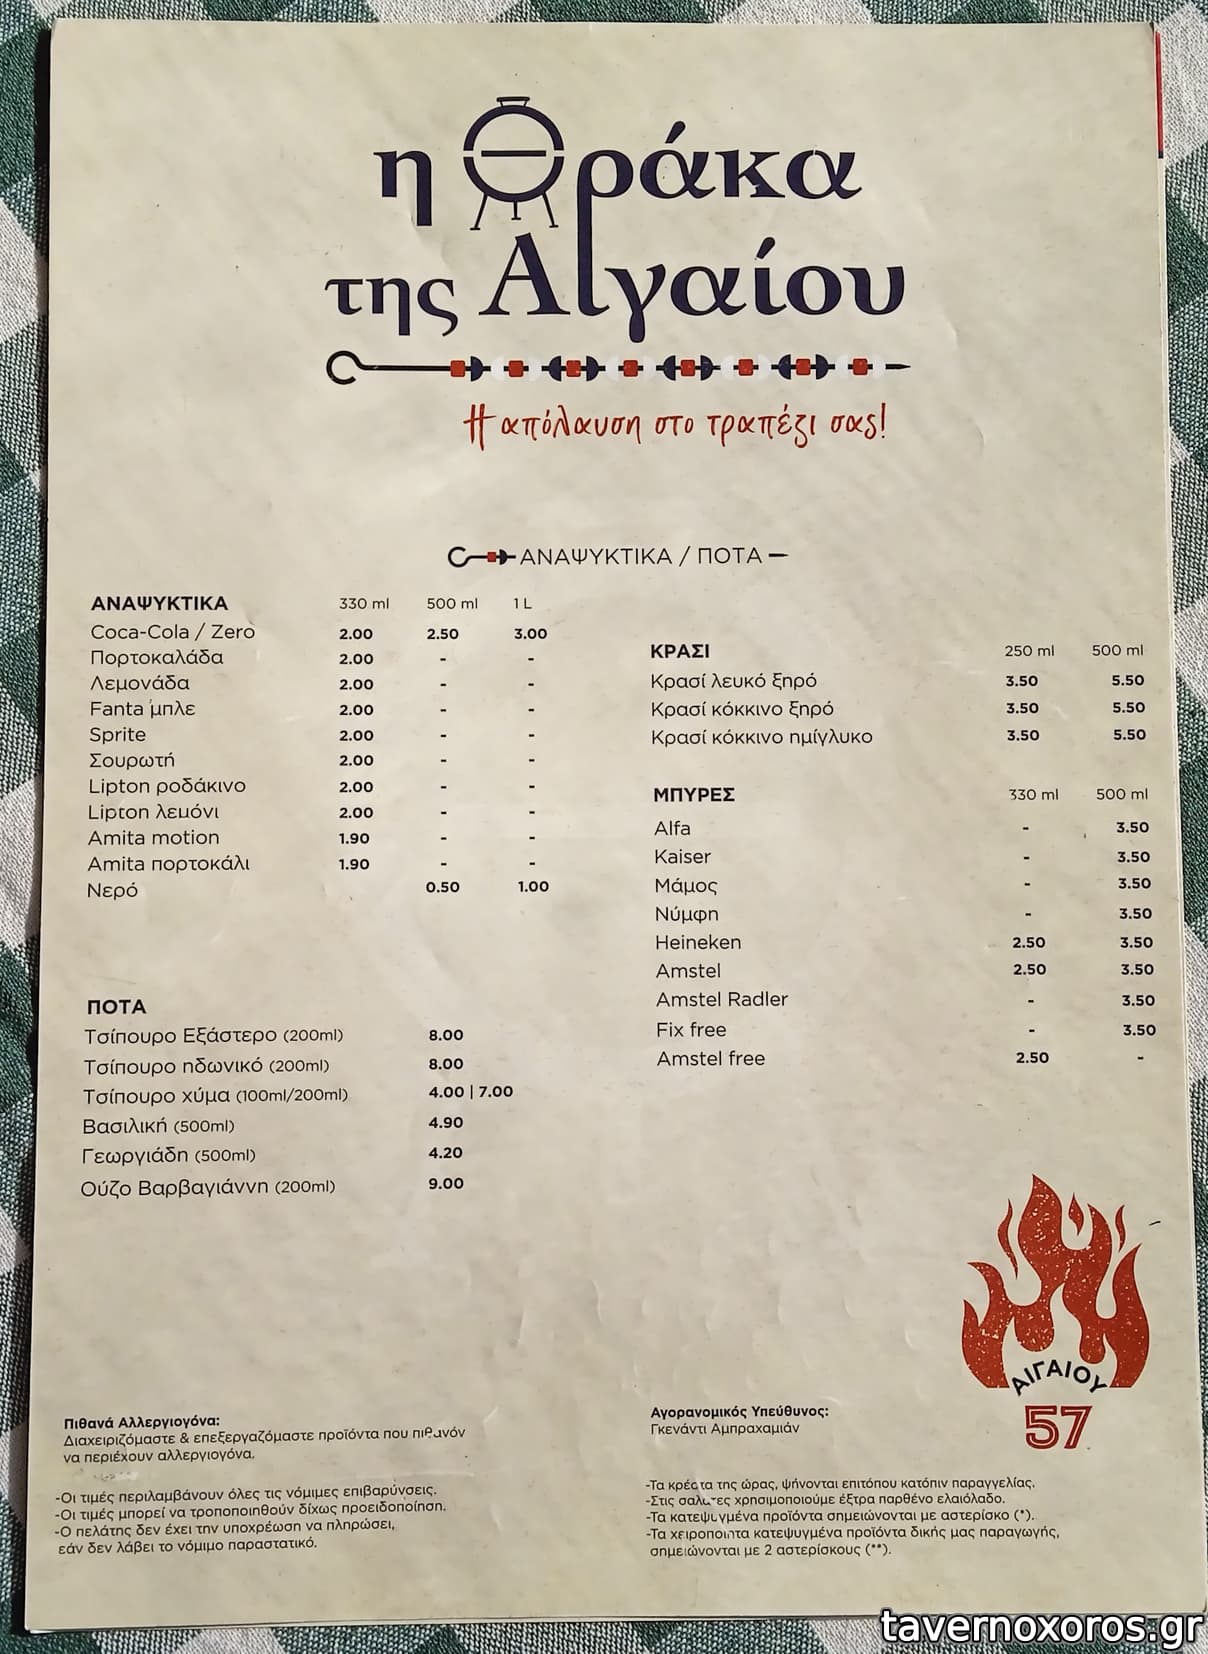 η Θράκα
της Αιγαίου
Η απόλαυση στο τραπέζι σας!
ΑΝΑΨΥΚΤΙΚΑ / ΠΟΤΑ
ΑΝΑΨΥΚΤΙΚΑ 330 ml 500 ml 1 L
Coca-Cola / Zero 2.00 2.50 3.00
Πορτοκαλάδα 2.00 - -
Λεμονάδα 2.00 - -
Fanta μπλε 2.00 - -
Sprite 2.00 - -
Σουρωτή 2.00 - -
Lipton ροδάκινο 2.00 - -
Lipton λεμόνι 2.00 - -
Amita motion 1.90 - -
Amita πορτοκάλι 1.90 - -
Νερό 0.50 1.00
ΠΟΤΑ
Τσίπουρο Εξάστερο (200ml) 8.00
Τσίπουρο ηδωνικό (200ml) 8.00
Τσίπουρο χύμα (100ml/200ml) 4.00 | 7.00
Βασιλική (500ml) 4.90
Γεωργιάδη (500ml) 4.20
Ούζο Βαρβαγιάννη (200ml) 9.00
ΚΡΑΣΙ 250 ml 500 ml
Κρασί λευκό ξηρό 3.50 5.50
Κρασί κόκκινο ξηρό 3.50 5.50
Κρασί κόκκινο ημίγλυκο 3.50 5.50
ΜΠΥΡΕΣ 330 ml 500 ml
Alfa - 3.50
Kaiser - 3.50
Μάμος - 3.50
Νύμφη - 3.50
Heineken 2.50 3.50
Amstel 2.50 3.50
Amstel Radler - 3.50
Fix free - 3.50
Amstel free 2.50 -
ΑΙΓΑΙΟΥ
57
Πιθανά Αλλεργιογόνα:
Διαχειριζόμαστε & επεξεργαζόμαστε προϊόντα που πιθανόν
να περιέχουν αλλεργιογόνα.
-Οι τιμές περιλαμβάνουν όλες τις νόμιμες επιβαρύνσεις.
-Οι τιμές μπορεί να τροποποιηθούν δίχως προειδοποίηση.
-Ο πελάτης δεν έχει την υποχρέωση να πληρώσει,
εάν δεν λάβει το νόμιμο παραστατικό.
Αγορανομικός Υπεύθυνος:
Γκενάντι Αμπραχαμιάν
-Τα κρέατα της ώρας, ψήνονται επιτόπου κατόπιν παραγγελίας.
-Στις σαλάτες χρησιμοποιούμε έξτρα παρθένο ελαιόλαδο.
-Τα κατεψυγμένα προϊόντα σημειώνονται με αστερίσκο (*).
-Τα χειροποιητα κατεψυγμένα προϊόντα δικής μας παραγωγής,
σημειώνονται με 2 αστερίσκους (**).
tavernoxoros.gr